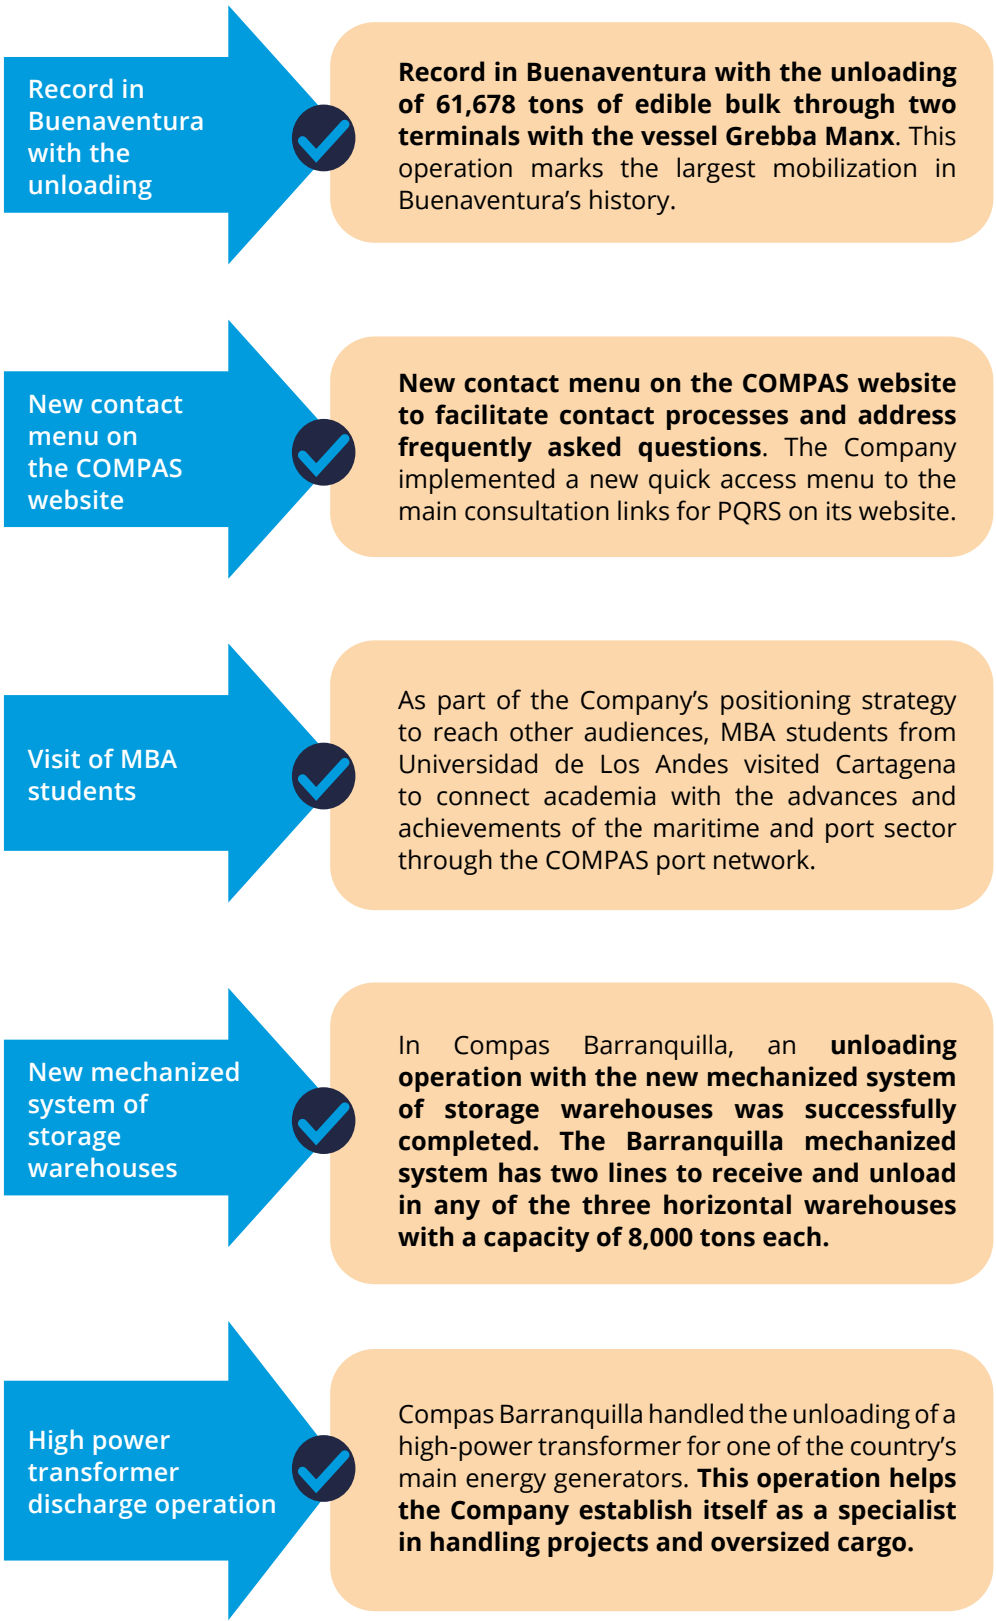 Record in
Buenaventura
with the
unloading
Record in Buenaventura with the unloading
of 61,678 tons of edible bulk through two
terminals with the vessel Grebba Manx. This
operation marks the largest mobilization in
Buenaventura’s history.
New contact
menu on
the COMPAS
website
New contact menu on the COMPAS website
to facilitate contact processes and address
frequently asked questions. The Company
implemented a new quick access menu to the
main consultation links for PQRS on its website.
Visit of MBA
students
As part of the Company’s positioning strategy
to reach other audiences, MBA students from
Universidad de Los Andes visited Cartagena
to connect academia with the advances and
achievements of the maritime and port sector
through the COMPAS port network.
New mechanized
system of
storage
warehouses
In Compas Barranquilla, an unloading
operation with the new mechanized system
of storage warehouses was successfully
completed. The Barranquilla mechanized
system has two lines to receive and unload
in any of the three horizontal warehouses
with a capacity of 8,000 tons each.
High power
transformer
discharge operation
Compas Barranquilla handled the unloading of a
high-power transformer for one of the country’s
main energy generators. This operation helps
the Company establish itself as a specialist
in handling projects and oversized cargo.